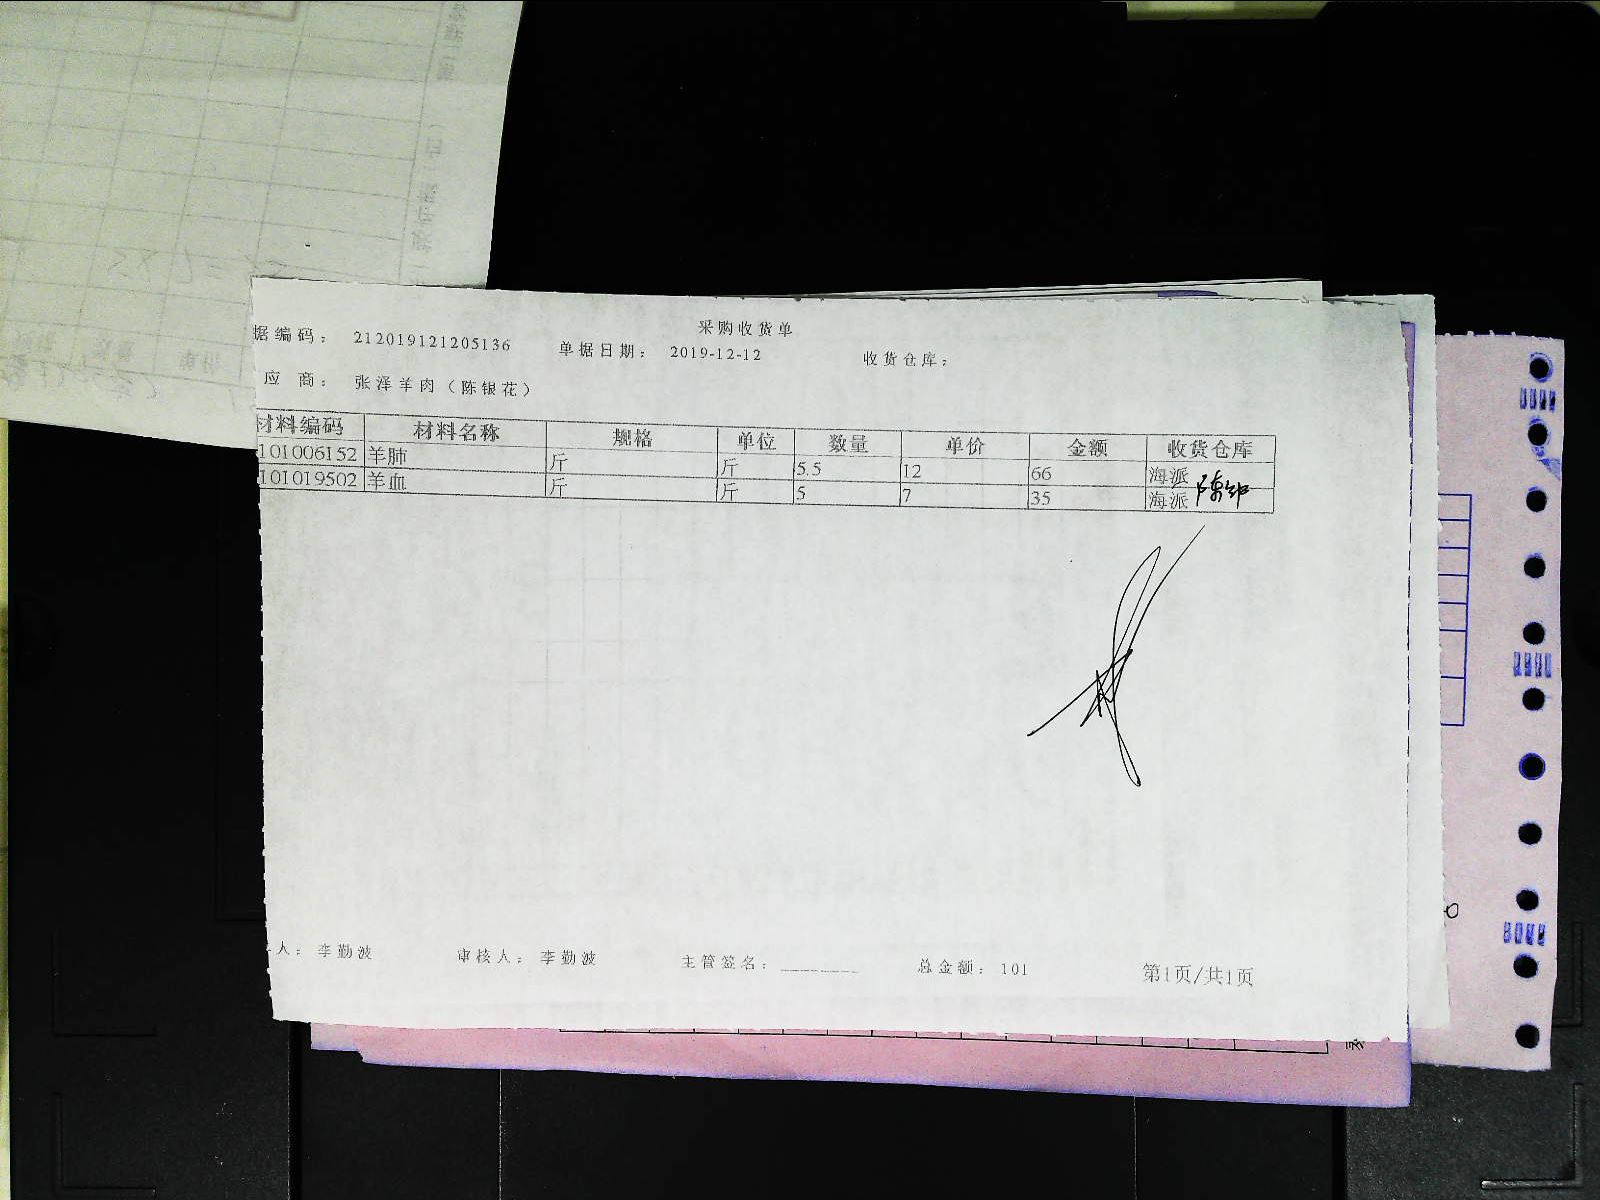 采购收货单
据编码： 212019121205136 单据日期： 2019-12-12 收货仓库：
应 商： 张泽羊肉（陈银花）
材料编码 材料名称 规格 单位 数量 单价 金额 收货仓库
101006152 羊肺 斤 斤 5.5 12 66 海派
101019502 羊血 斤 斤 5 7 35 海派
人： 李勤波 审核人： 李勤波 主管签名：________ 总金额： 101 第1页/共1页